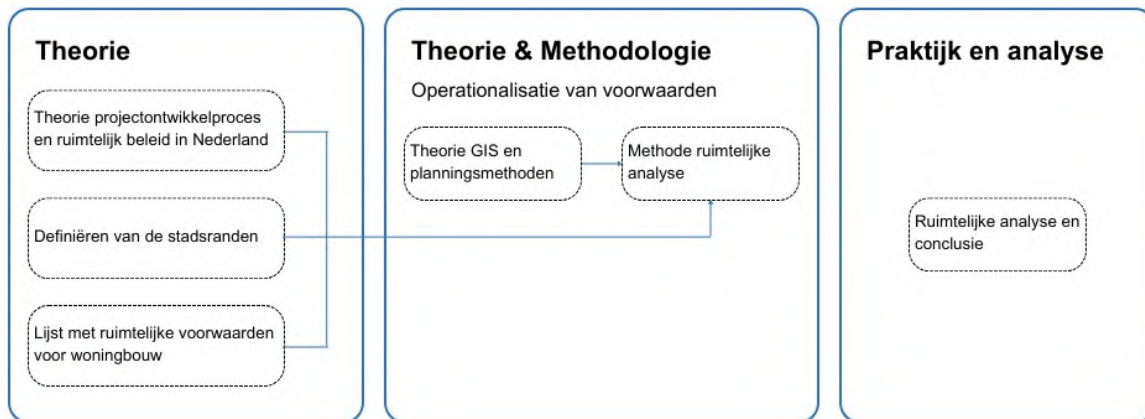 Theorie
Theorie projectontwikkelproces
en ruimtelijk beleid in Nederland
Definiëren van de stadsranden
Lijst met ruimtelijke voorwaarden
voor woningbouw
Theorie & Methodologie
Operationalisatie van voorwaarden
Theorie GIS en
planningsmethoden
Methode ruimtelijke
analyse
Praktijk en analyse
Ruimtelijke analyse en
conclusie